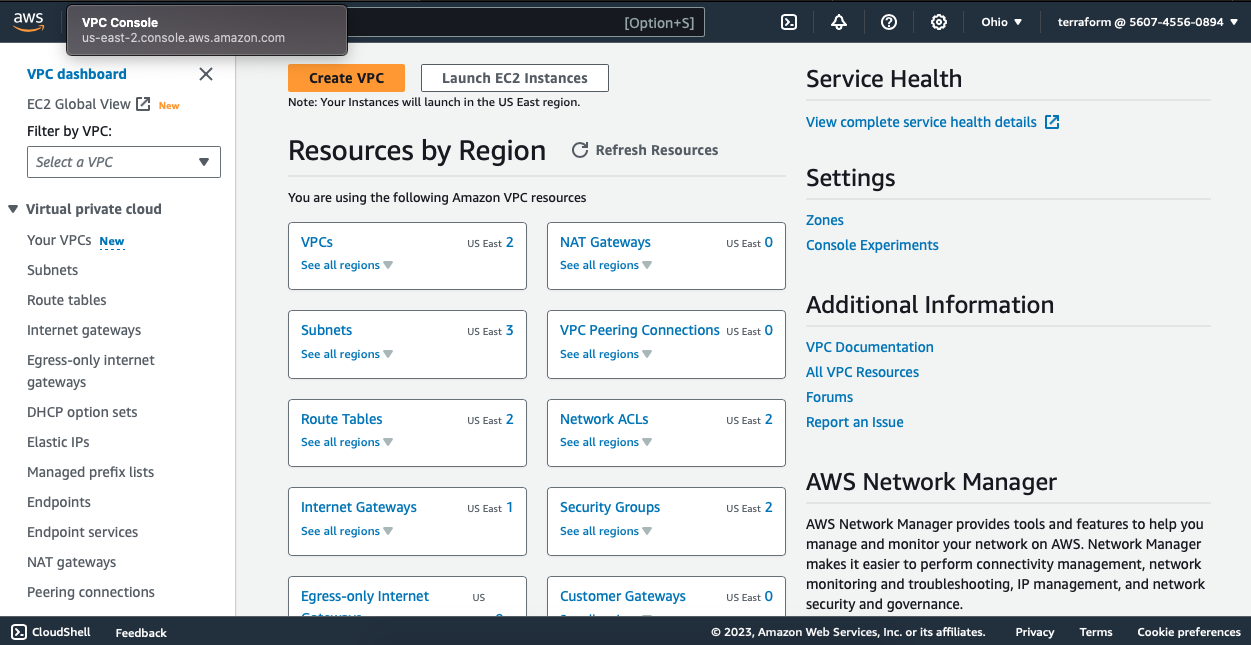 aws
VPC Console
us-east-2.console.aws.amazon.com
[Option+S]
Ohio
terraform @ 5607-4556-0894
VPC dashboard
EC2 Global View New
Filter by VPC:
Select a VPC
Virtual private cloud
Your VPCs New
Subnets
Route tables
Internet gateways
Egress-only internet
gateways
DHCP option sets
Elastic IPs
Managed prefix lists
Endpoints
Endpoint services
NAT gateways
Peering connections
Create VPC
Launch EC2 Instances
Note: Your Instances will launch in the US East region.
Resources by Region
Refresh Resources
You are using the following Amazon VPC resources
VPCs US East 2
See all regions
NAT Gateways US East 0
See all regions
Subnets US East 3
See all regions
VPC Peering Connections US East 0
See all regions
Route Tables US East 2
See all regions
Network ACLs US East 2
See all regions
Internet Gateways US East 1
See all regions
Security Groups US East 2
See all regions
Egress-only Internet US
Customer Gateways US East 0
Service Health
View complete service health details
Settings
Zones
Console Experiments
Additional Information
VPC Documentation
All VPC Resources
Forums
Report an Issue
AWS Network Manager
AWS Network Manager provides tools and features to help you
manage and monitor your network on AWS. Network Manager
makes it easier to perform connectivity management, network
monitoring and troubleshooting, IP management, and network
security and governance.
CloudShell
Feedback
© 2023, Amazon Web Services, Inc. or its affiliates.
Privacy
Terms
Cookie preferences